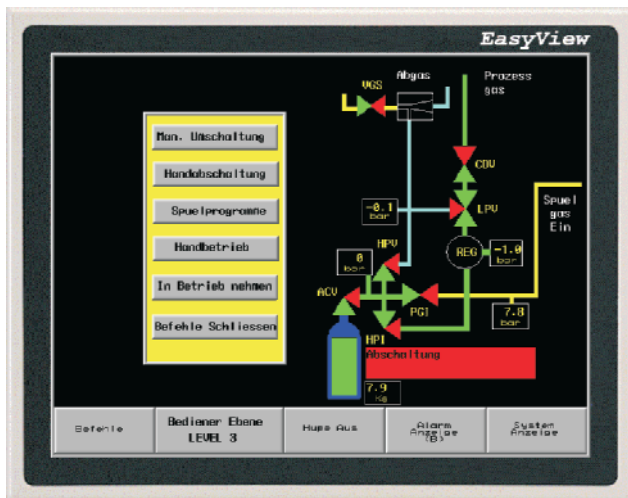 EasyView
VGS
Abgas
Prozess
gas
Man. Umschaltung
Handabschaltung
Spuelprogramme
Handbetrieb
In Betrieb nehmen
Befehle Schliessen
CDV
-0.1
bar
LPV
Spuel
gas
Ein
HPV
REG
-1.0
bar
0
bar
ACV
PGI
7.8
bar
HPI
Abschaltung
7.9
Kg
Befehle
Bediener Ebene
LEVEL 3
Hupe Aus
Alarm
Anzeige
(B)
System
Anzeige